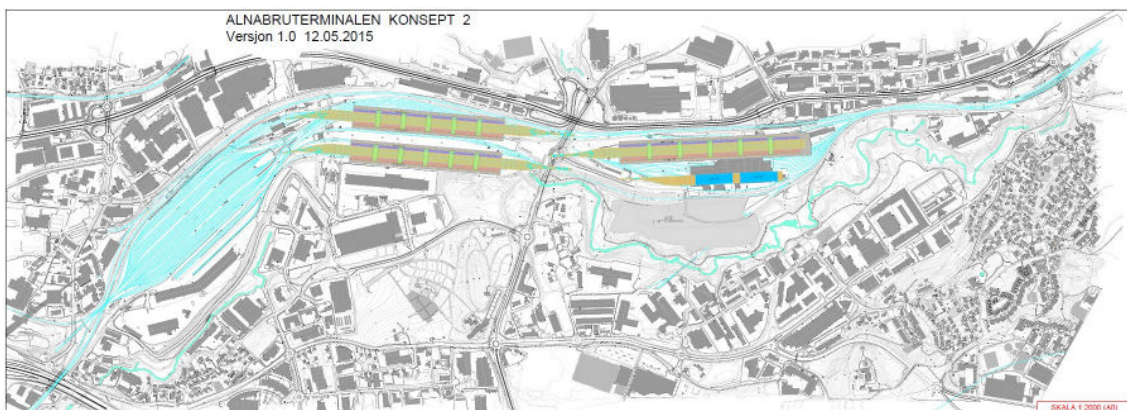 ALNABRUTERMINALEN KONSEPT 2
Versjon 1.0 12.05.2015
SKALA 1:2000 (A0)